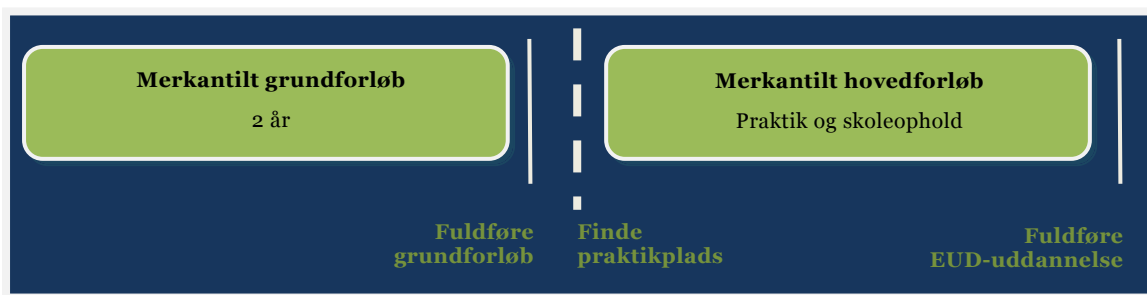 Merkantilt grundforløb
2 år
Merkantilt hovedforløb
Praktik og skoleophold
Fuldføre
grundforløb
Finde
praktikplads
Fuldføre
EUD-uddannelse